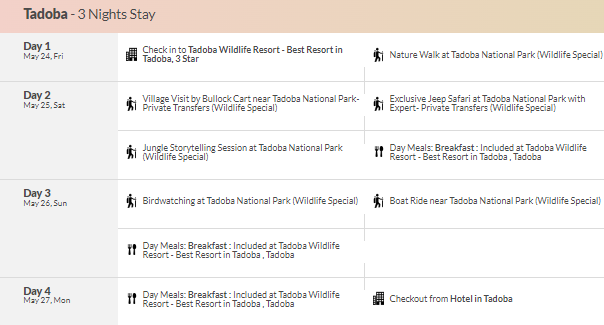 Tadoba - 3 Nights Stay
Day 1
May 24, Fri
Check in to Tadoba Wildlife Resort - Best Resort in
Tadoba, 3 Star
Nature Walk at Tadoba National Park (Wildlife Special)
Day 2
May 25, Sat
Village Visit by Bullock Cart near Tadoba National Park-
Private Transfers (Wildlife Special)
Exclusive Jeep Safari at Tadoba National Park with
Expert- Private Transfers (Wildlife Special)
Jungle Storytelling Session at Tadoba National Park
(Wildlife Special)
Day Meals: Breakfast : Included at Tadoba Wildlife
Resort - Best Resort in Tadoba , Tadoba
Day 3
May 26, Sun
Birdwatching at Tadoba National Park (Wildlife Special)
Boat Ride near Tadoba National Park (Wildlife Special)
Day Meals: Breakfast : Included at Tadoba Wildlife
Resort - Best Resort in Tadoba , Tadoba
Day 4
May 27, Mon
Day Meals: Breakfast : Included at Tadoba Wildlife
Resort - Best Resort in Tadoba , Tadoba
Checkout from Hotel in Tadoba